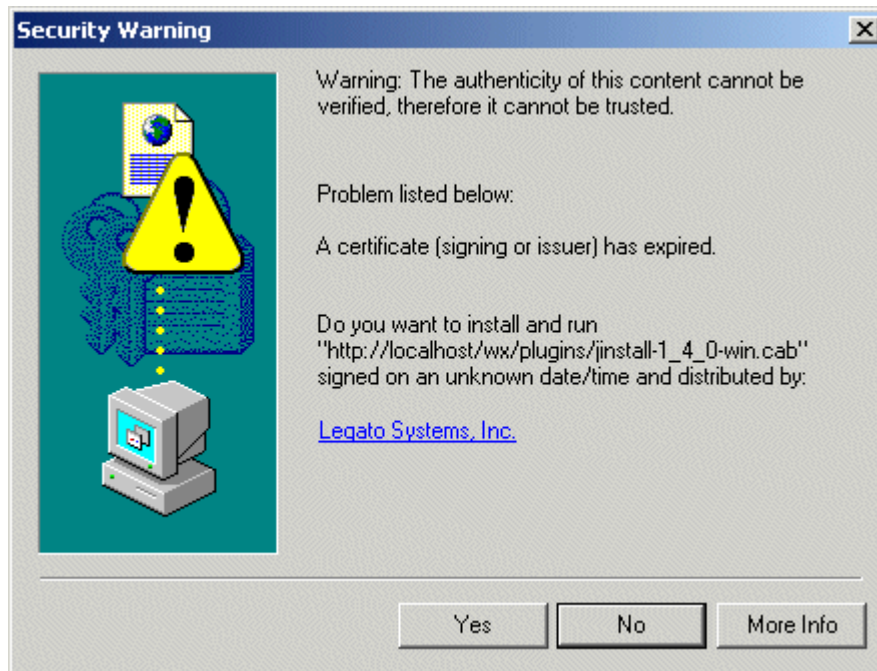 Security Warning
Warning: The authenticity of this content cannot be
verified, therefore it cannot be trusted.
Problem listed below:
A certificate (signing or issuer) has expired.
Do you want to install and run
"http://localhost/wx/plugins/jinstall-1_4_0-win.cab"
signed on an unknown date/time and distributed by:
Legato Systems, Inc.
Yes
No
More Info